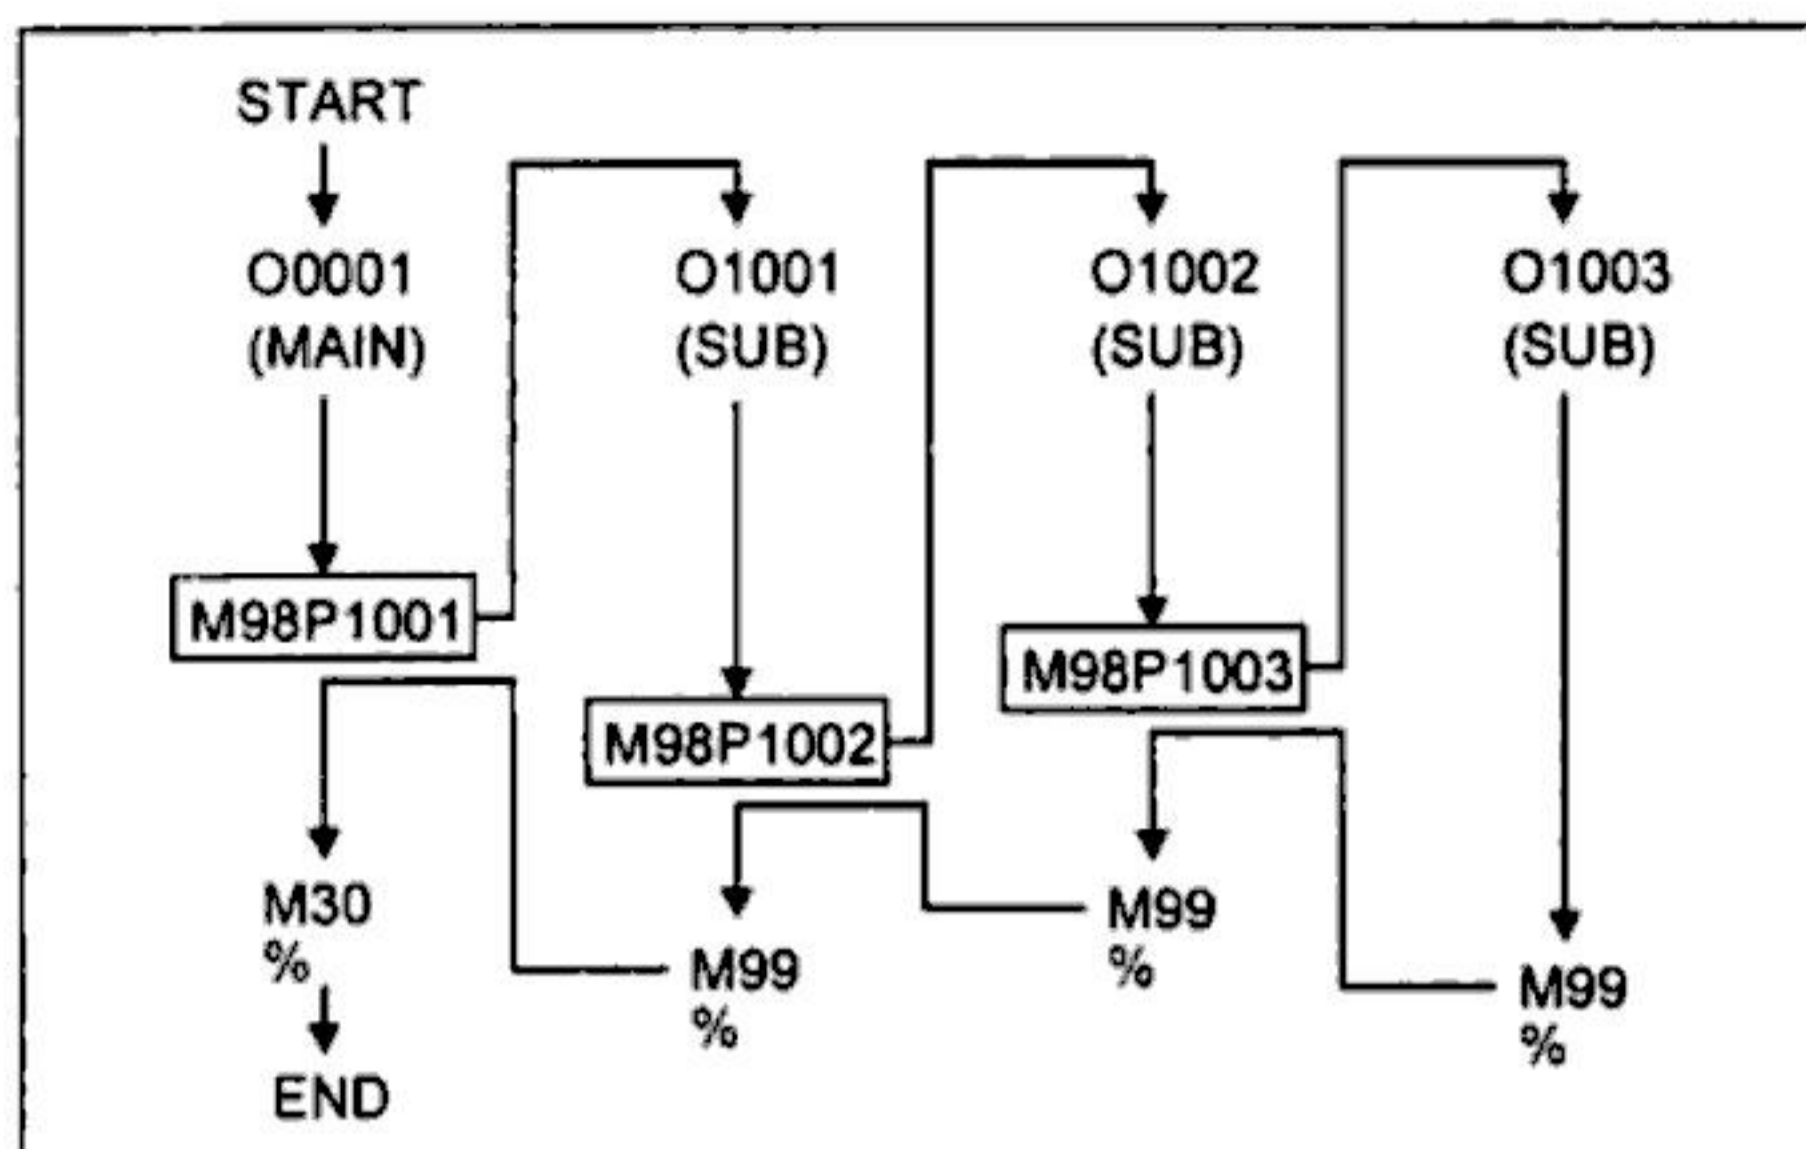 START
O0001
(MAIN)
M98P1001
M30
%
END
O1001
(SUB)
M98P1002
M99
%
O1002
(SUB)
M98P1003
M99
%
O1003
(SUB)
M99
%